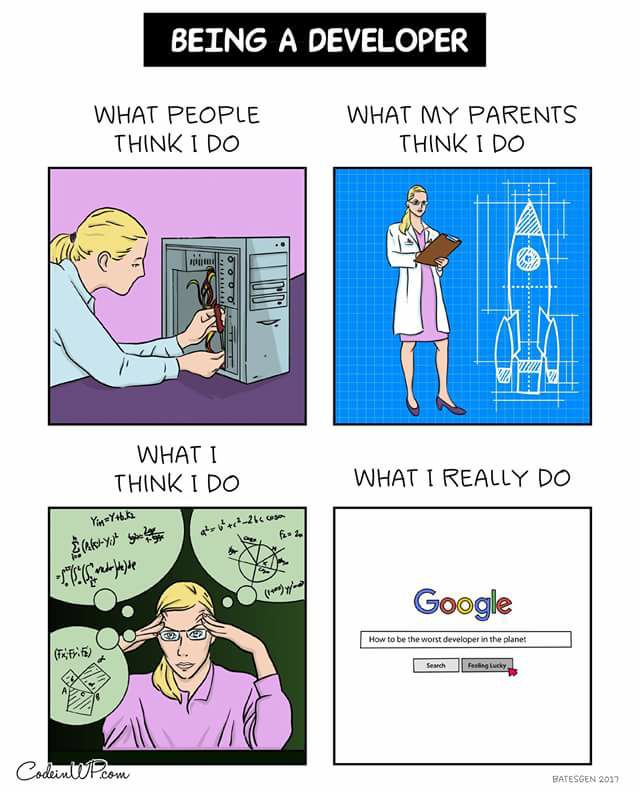 BEING A DEVELOPER
WHAT PEOPLE
THINK I DO
WHAT MY PARENTS
THINK I DO
WHAT I
THINK I DO
WHAT I REALLY DO
Google
How to be the worst developer in the planet
Search
Feeling Lucky
A
B
C
CodeinWP.com
BATESGEN 2017